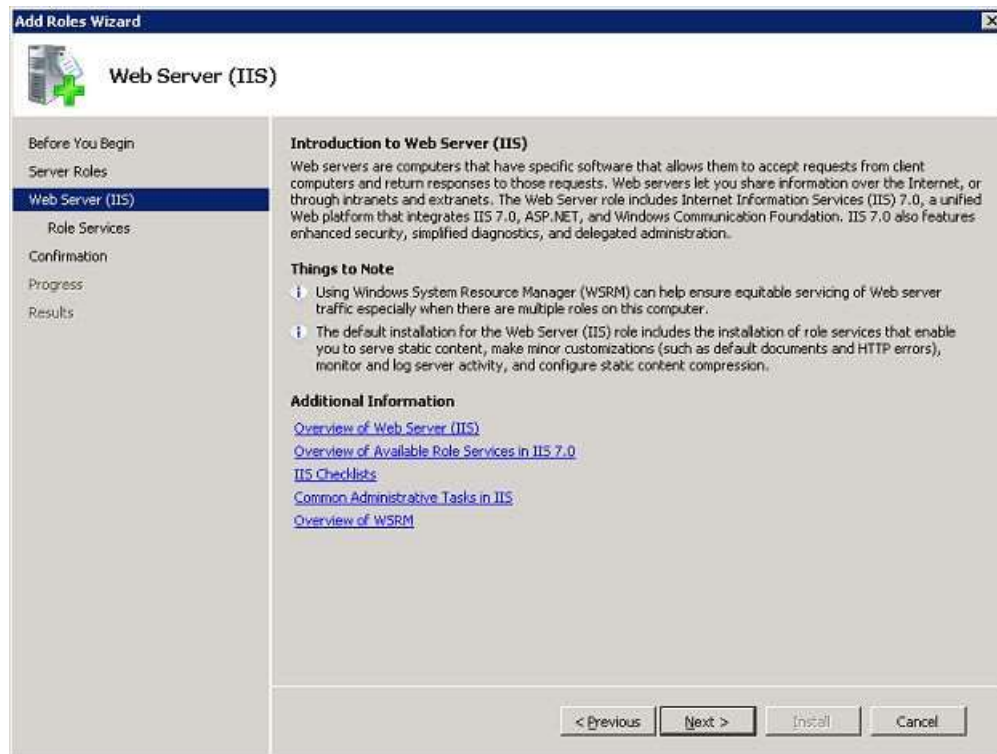 Add Roles Wizard
Web Server (IIS)
Before You Begin
Server Roles
Web Server (IIS)
Role Services
Confirmation
Progress
Results
Introduction to Web Server (IIS)
Web servers are computers that have specific software that allows them to accept requests from client
computers and return responses to those requests. Web servers let you share information over the Internet, or
through intranets and extranets. The Web Server role includes Internet Information Services (IIS) 7.0, a unified
Web platform that integrates IIS 7.0, ASP.NET, and Windows Communication Foundation. IIS 7.0 also features
enhanced security, simplified diagnostics, and delegated administration.
Things to Note
Using Windows System Resource Manager (WSRM) can help ensure equitable servicing of Web server
traffic especially when there are multiple roles on this computer.
The default installation for the Web Server (IIS) role includes the installation of role services that enable
you to serve static content, make minor customizations (such as default documents and HTTP errors),
monitor and log server activity, and configure static content compression.
Additional Information
Overview of Web Server (IIS)
Overview of Available Role Services in IIS 7.0
IIS Checklists
Common Administrative Tasks in IIS
Overview of WSRM
< Previous
Next >
Install
Cancel